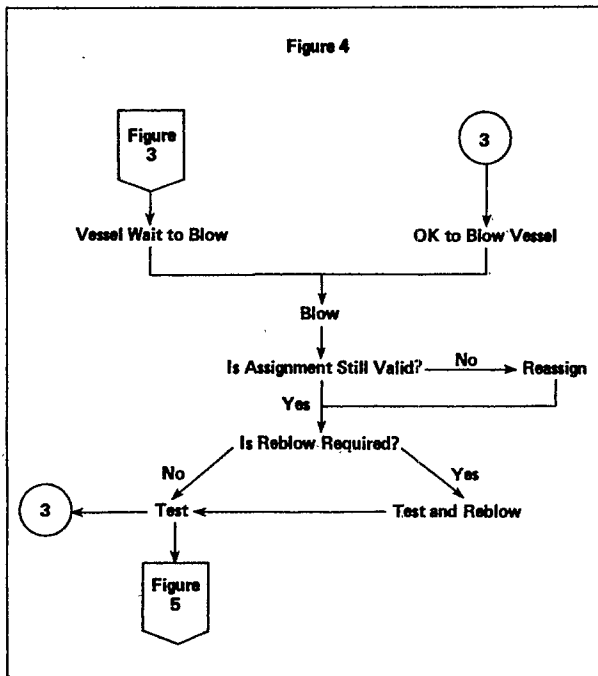 Figure 4
Figure
3
3
Vessel Wait to Blow
OK to Blow Vessel
Blow
Is Assignment Still Valid?
No
Reassign
Yes
Is Reblow Required?
No
Yes
3
Test
Test and Reblow
Figure
5